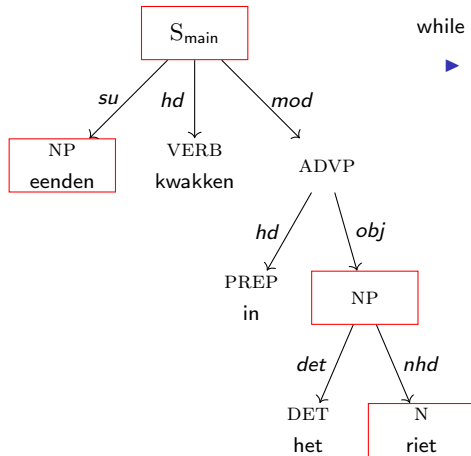 S_main
while
su hd mod
NP VERB
eenden kwakken
ADVP
hd obj
PREP NP
in
det nhd
DET N
het riet